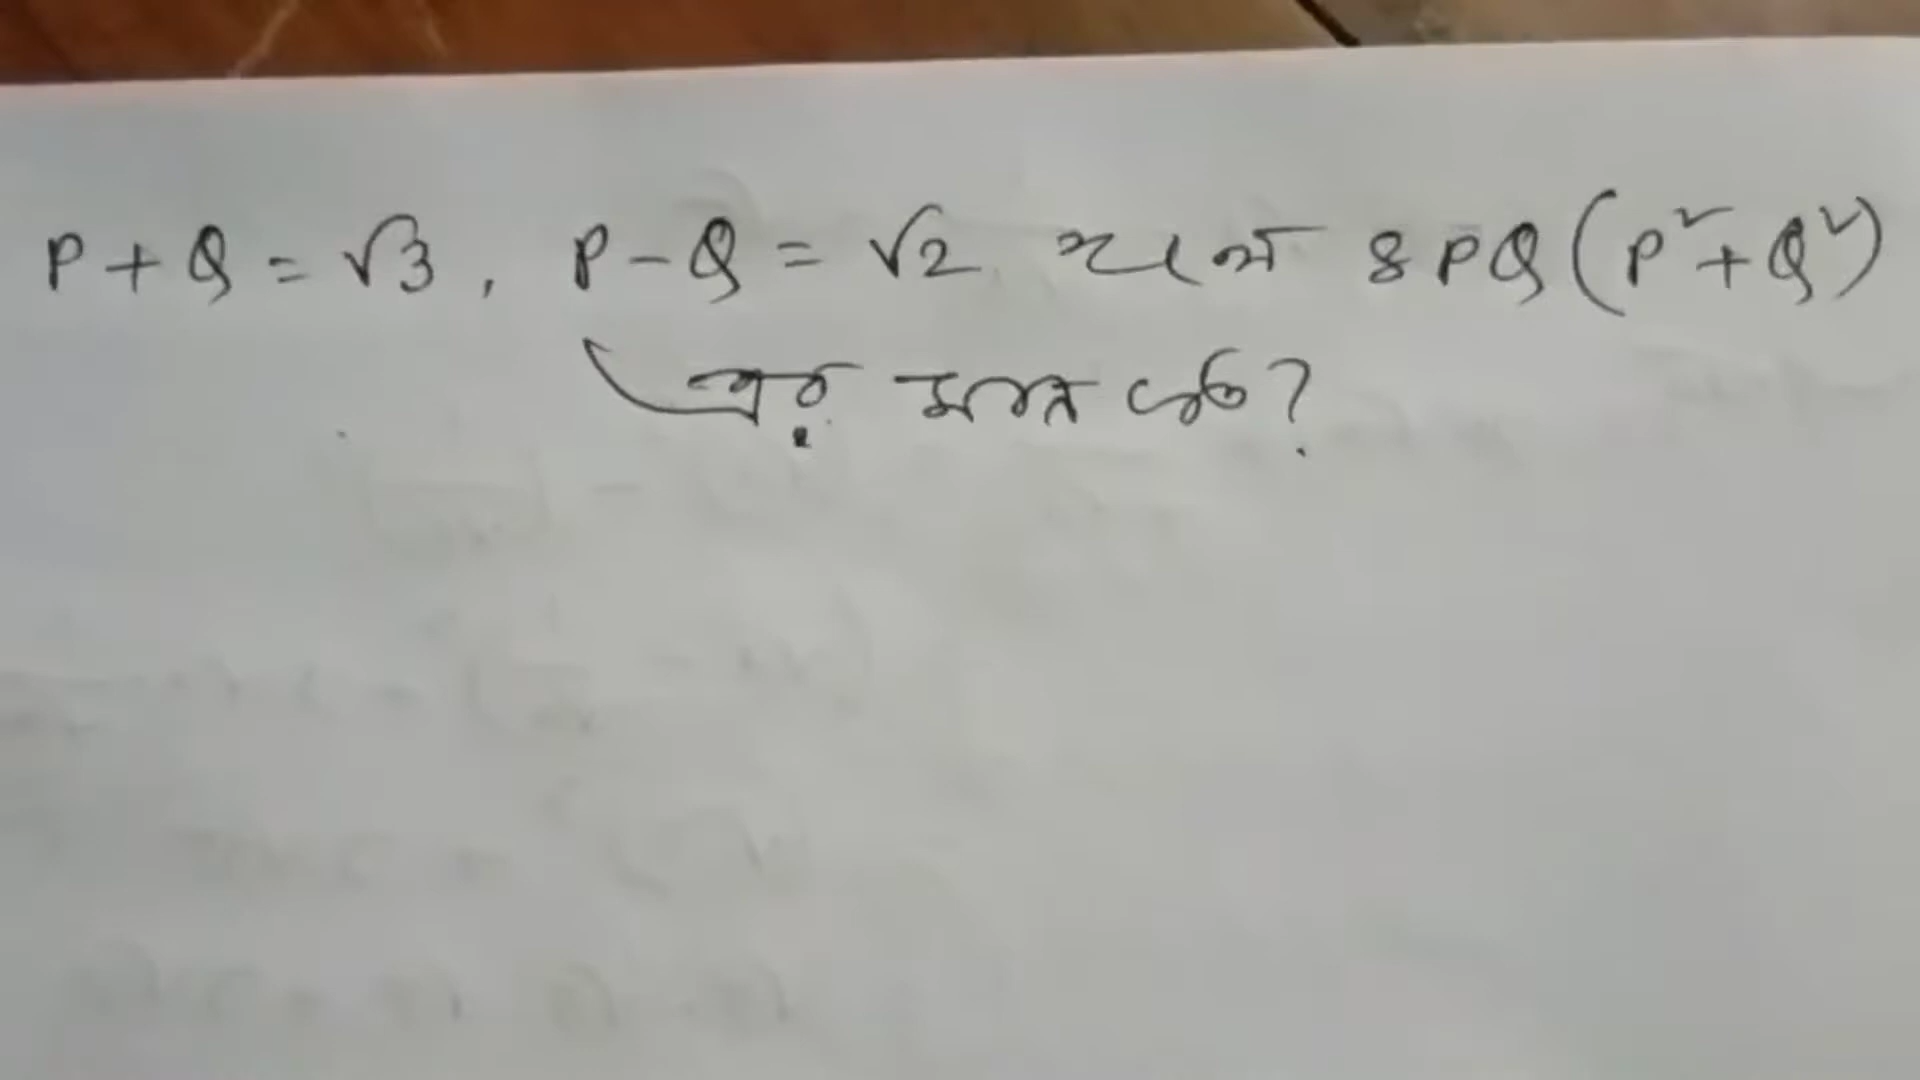 P + Q = √3, P - Q = √2 হলে 8PQ(P²+Q²)
এর মান কত?